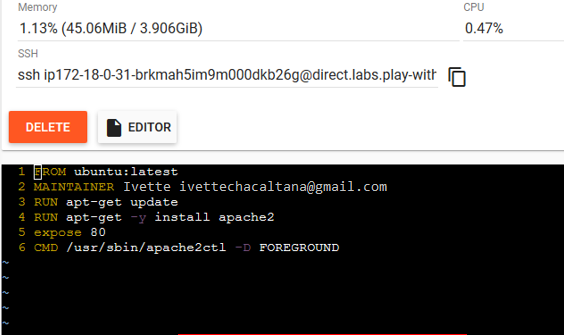 Memory
CPU
1.13% (45.06MiB / 3.906GiB)
0.47%
SSH
ssh ip172-18-0-31-brkmah5im9m000dkb26g@direct.labs.play-with
DELETE
EDITOR
1 FROM ubuntu:latest
2 MAINTAINER Ivette ivettechacaltana@gmail.com
3 RUN apt-get update
4 RUN apt-get -y install apache2
5 expose 80
6 CMD /usr/sbin/apache2ctl -D FOREGROUND
~
~
~
~
~